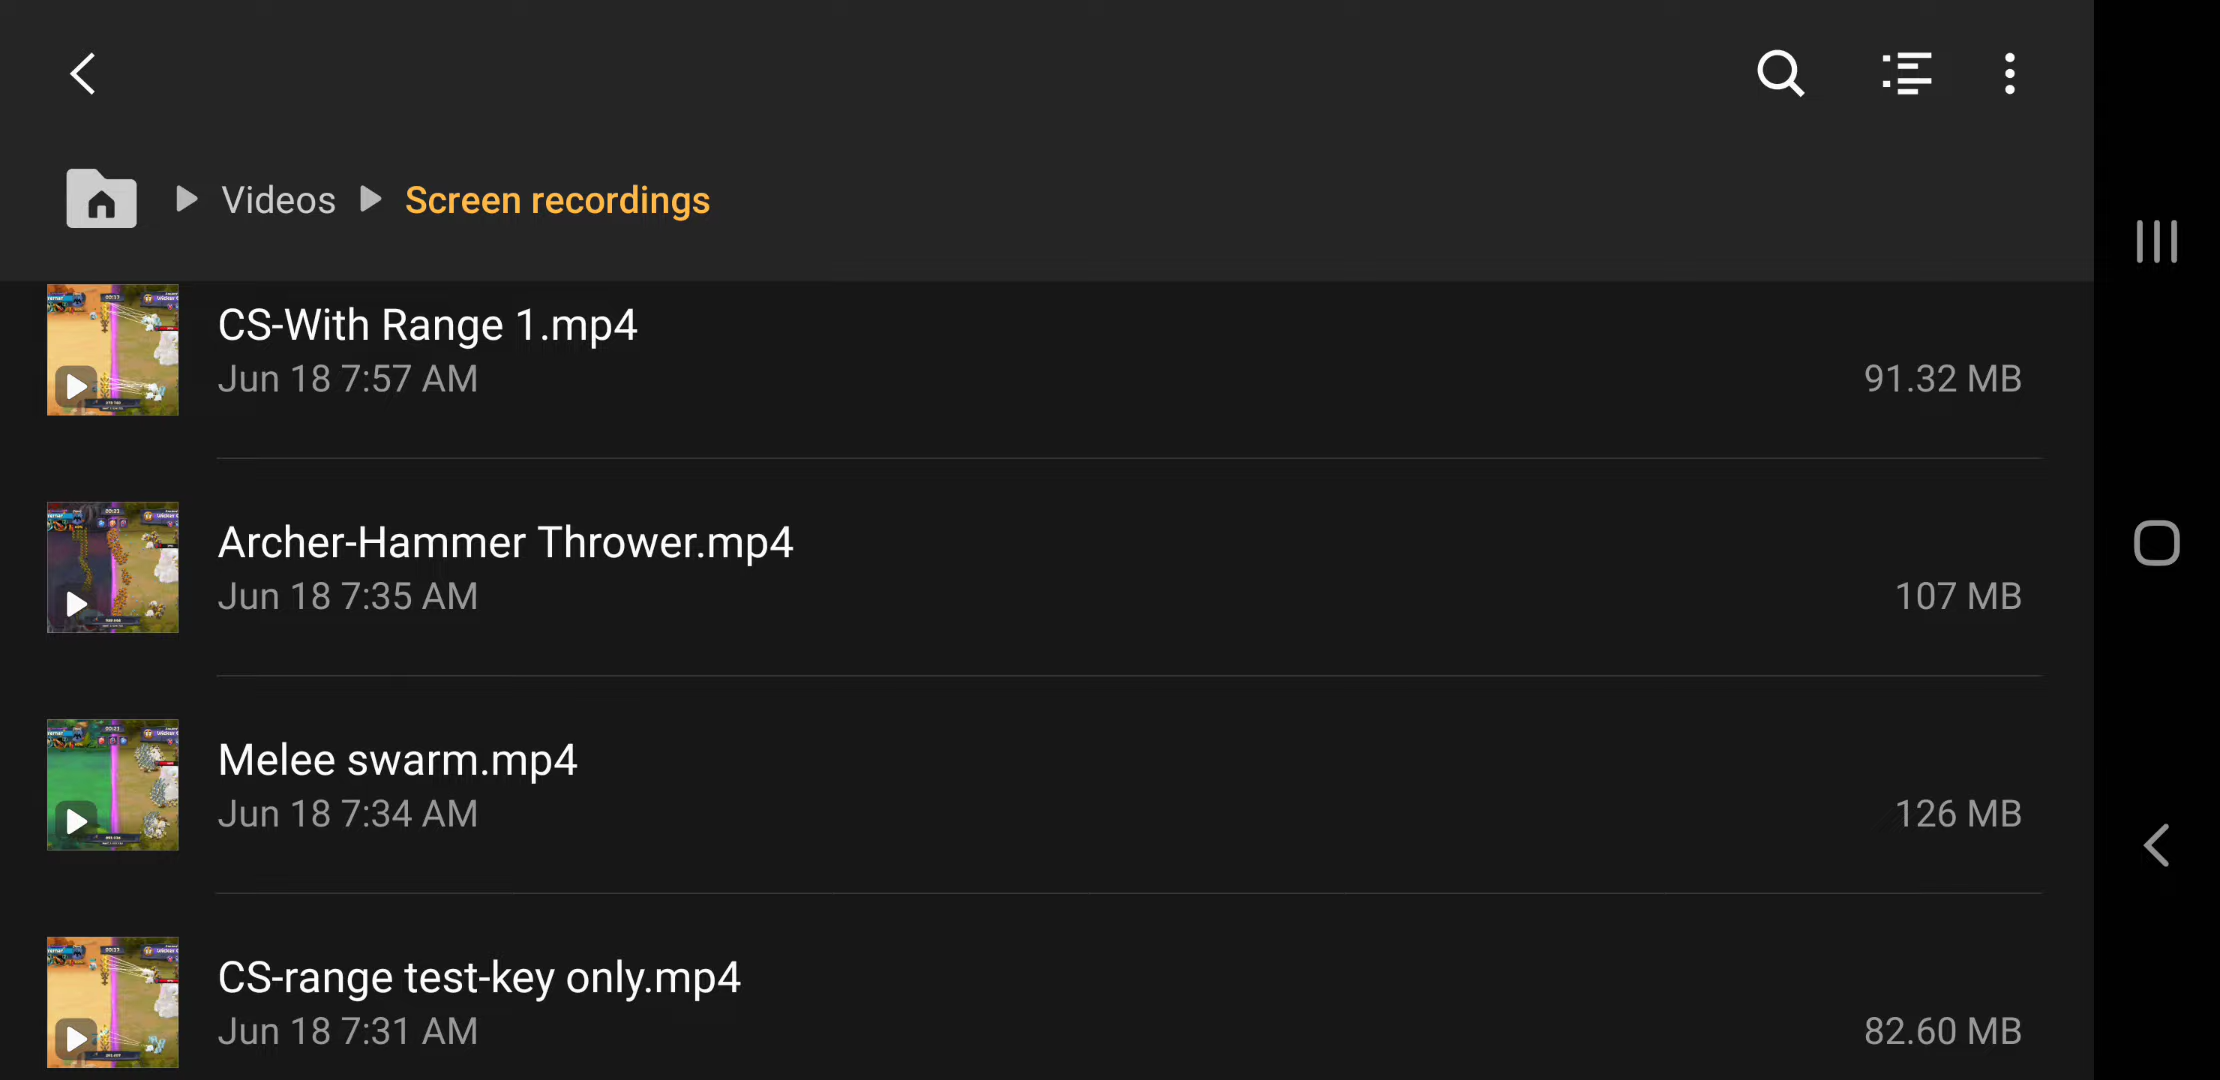 Videos Screen recordings
CS-With Range 1.mp4
Jun 18 7:57 AM
91.32 MB
Archer-Hammer Thrower.mp4
Jun 18 7:35 AM
107 MB
Melee swarm.mp4
Jun 18 7:34 AM
126 MB
CS-range test-key only.mp4
Jun 18 7:31 AM
82.60 MB